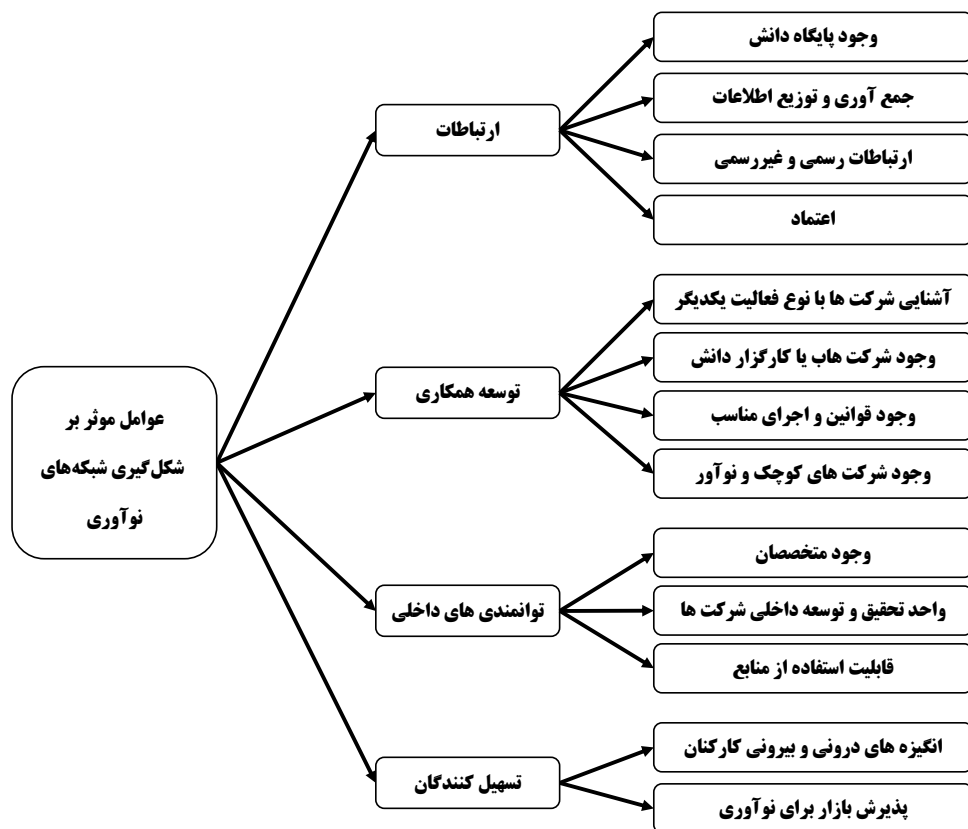 عوامل موثر بر
شکل‌گیری شبکه‌های
نوآوری
ارتباطات
وجود پایگاه دانش
جمع آوری و توزیع اطلاعات
ارتباطات رسمی و غیررسمی
اعتماد
توسعه همکاری
آشنایی شرکت ها با نوع فعالیت یکدیگر
وجود شرکت هاب یا کارگزار دانش
وجود قوانین و اجرای مناسب
وجود شرکت های کوچک و نوآور
توانمندی های داخلی
وجود متخصصان
واحد تحقیق و توسعه داخلی شرکت ها
قابلیت استفاده از منابع
تسهیل کنندگان
انگیزه های درونی و بیرونی کارکنان
پذیرش بازار برای نوآوری